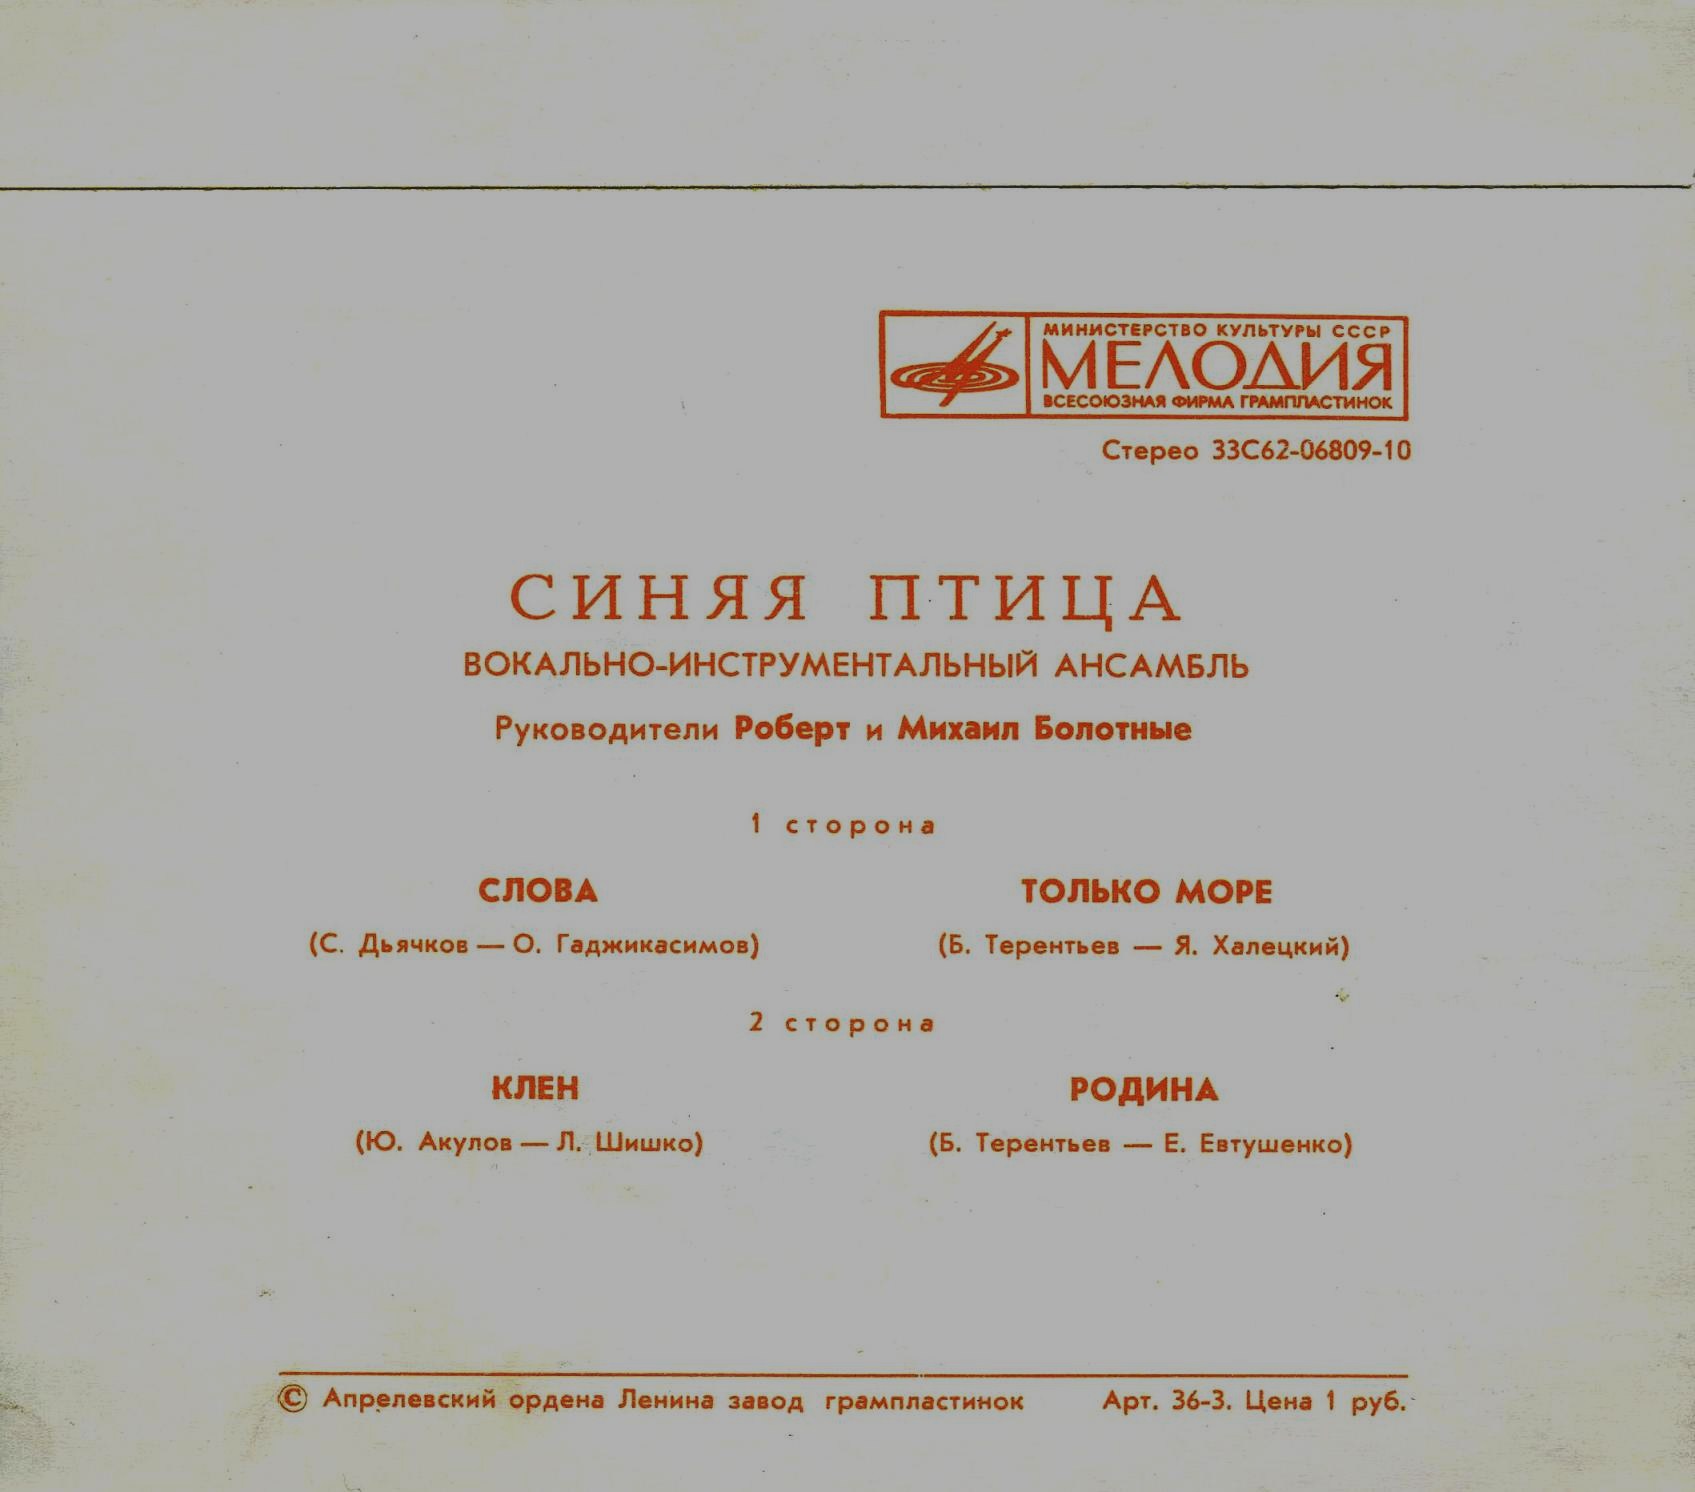 МИНИСТЕРСТВО КУЛЬТУРЫ СССР
МЕЛОДИЯ
ВСЕСОЮЗНАЯ ФИРМА ГРАМПЛАСТИНОК
Стерео 33С62-06809-10
СИНЯЯ ПТИЦА
ВОКАЛЬНО-ИНСТРУМЕНТАЛЬНЫЙ АНСАМБЛЬ
Руководители Роберт и Михаил Болотные
1 сторона
СЛОВА ТОЛЬКО МОРЕ
(С. Дьячков — О. Гаджикасимов) (Б. Терентьев — Я. Халецкий)
2 сторона
КЛЕН РОДИНА
(Ю. Акулов — Л. Шишко) (Б. Терентьев — Е. Евтушенко)
© Апрелевский ордена Ленина завод грампластинок Арт. 36-3. Цена 1 руб.